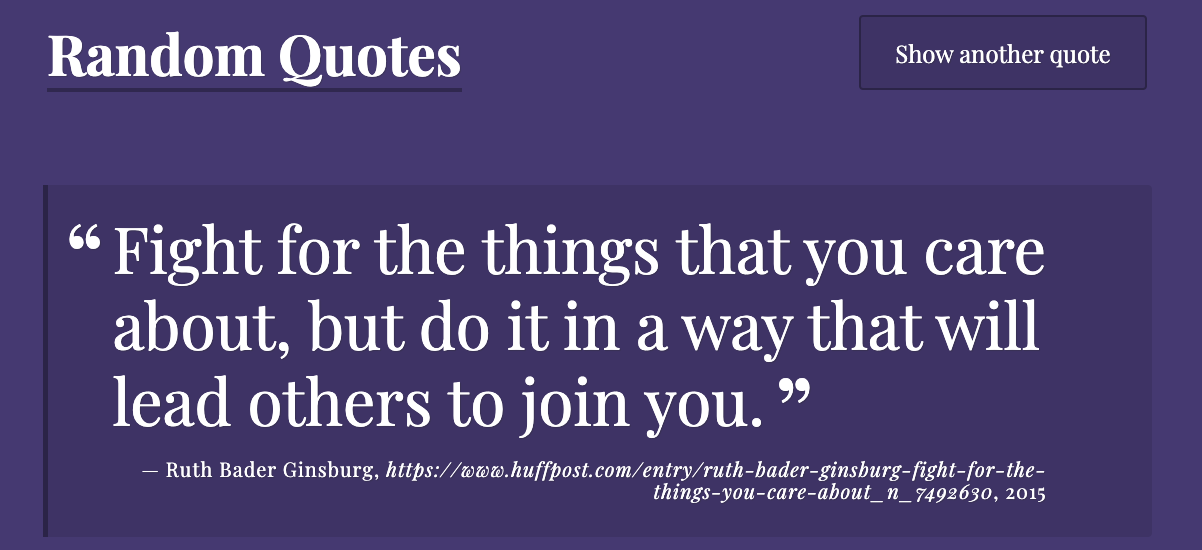 Random Quotes
Show another quote
“ Fight for the things that you care
about, but do it in a way that will
lead others to join you. ”
— Ruth Bader Ginsburg, https://www.huffpost.com/entry/ruth-bader-ginsburg-fight-for-the-
things-you-care-about_n_7492630, 2015